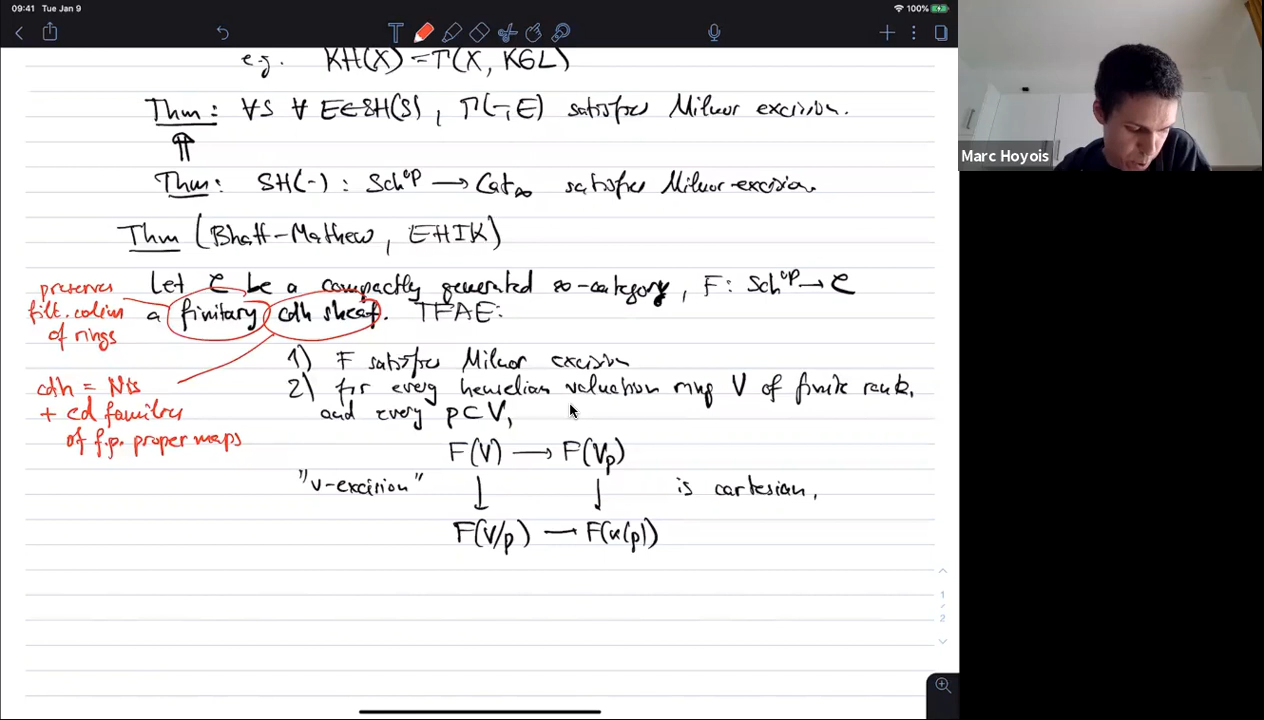 09:41 Tue Jan 9
100%
e.g. KH(X) = Γ(X, KGL)
Thm: ∀S ∀ E∈SH(S), Γ(-,E) satisfies Milnor excision.
⇑
Thm: SH(-) : Sch^op → Cat_∞ satisfies Milnor excision.
Thm (Bhatt-Mathew, EHIK)
Let C be a compactly generated ∞-category, F: Sch^op → C
a finitary cdh sheaf. TFAE:
preserves
filt. colim
of rings
1) F satisfies Milnor excision
2) for every henselian valuation ring V of finite rank,
and every p⊂V,
cdh = Nis
+ cd families
of f.p. proper maps
F(V) → F(V_p)
"v-excision"
is cartesian,
F(V/p) → F(κ(p))
Marc Hoyois
1
/
2